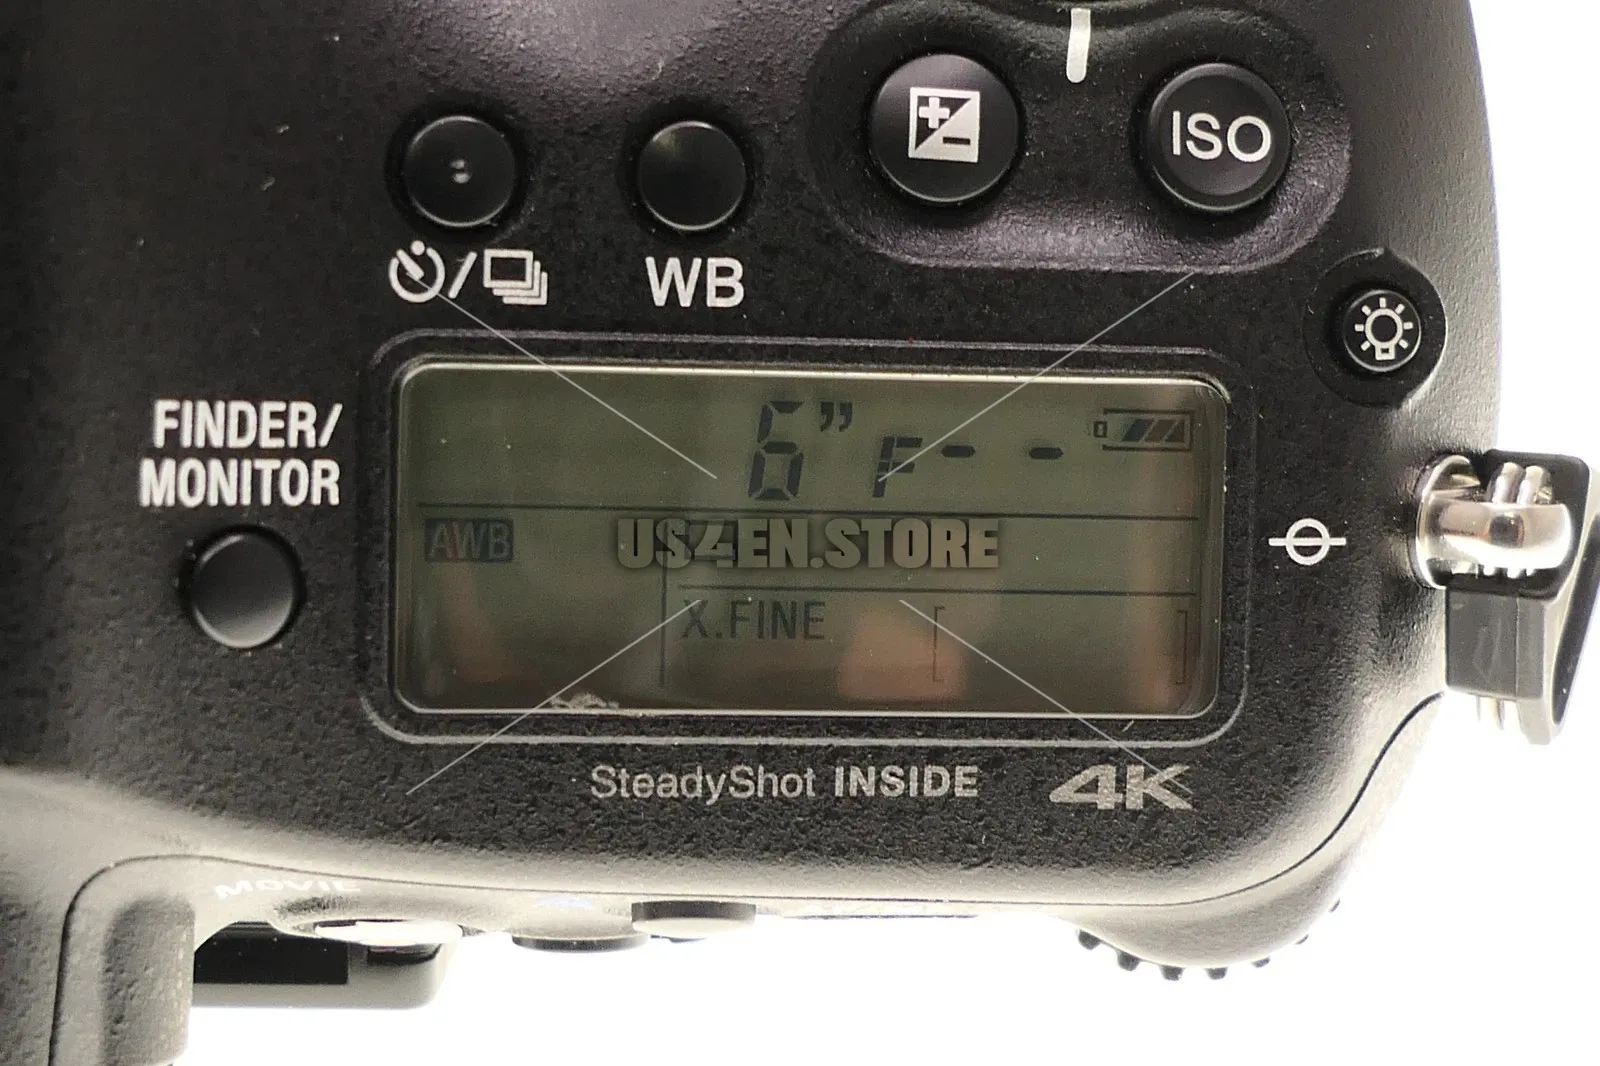 ISO
WB
FINDER/
MONITOR
6” F- -
AWB
US4EN.STORE
X.FINE [ ]
SteadyShot INSIDE 4K
MOVIE